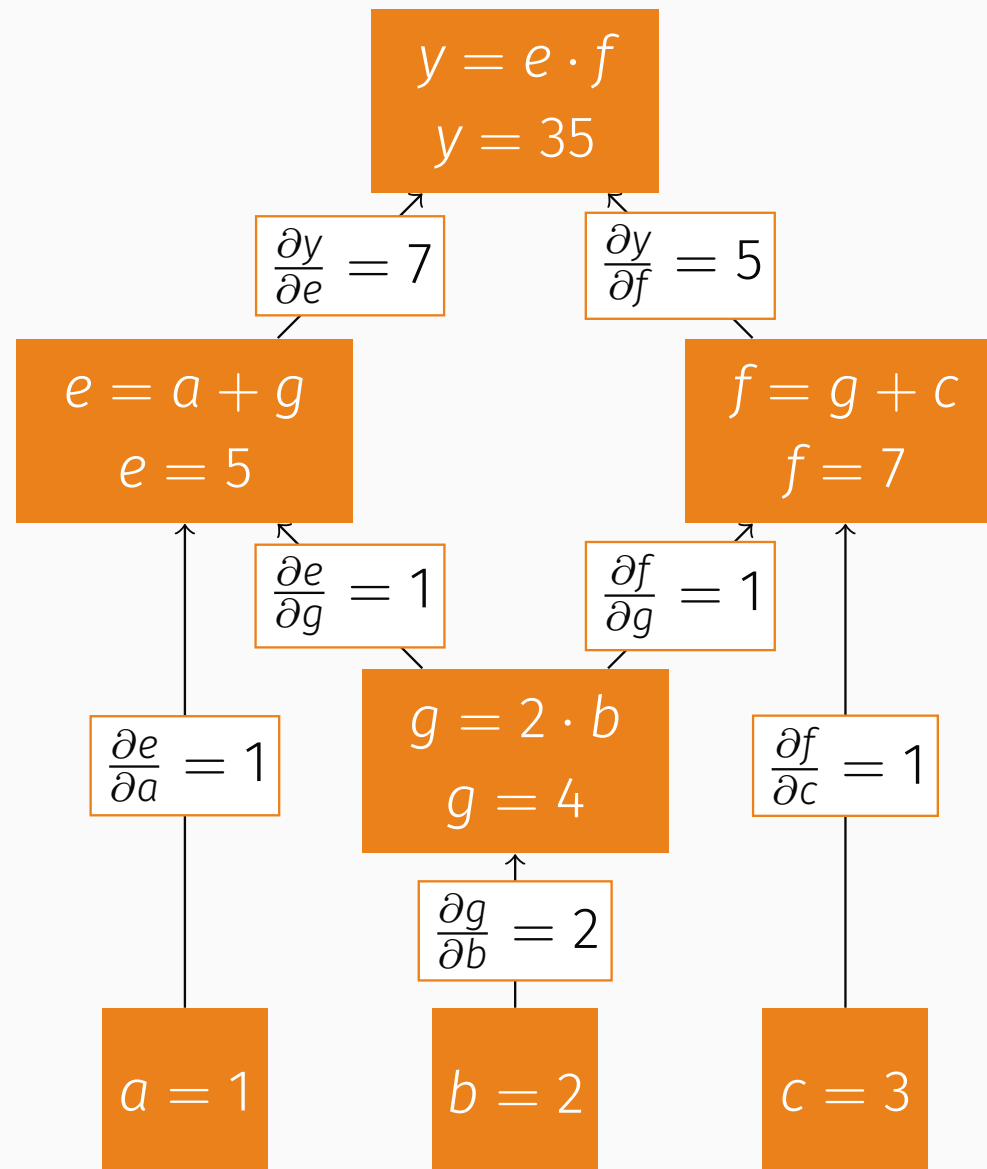 y = e · f
y = 35
∂y/∂e = 7
∂y/∂f = 5
e = a + g
e = 5
f = g + c
f = 7
∂e/∂g = 1
∂f/∂g = 1
g = 2 · b
g = 4
∂e/∂a = 1
∂f/∂c = 1
∂g/∂b = 2
a = 1
b = 2
c = 3